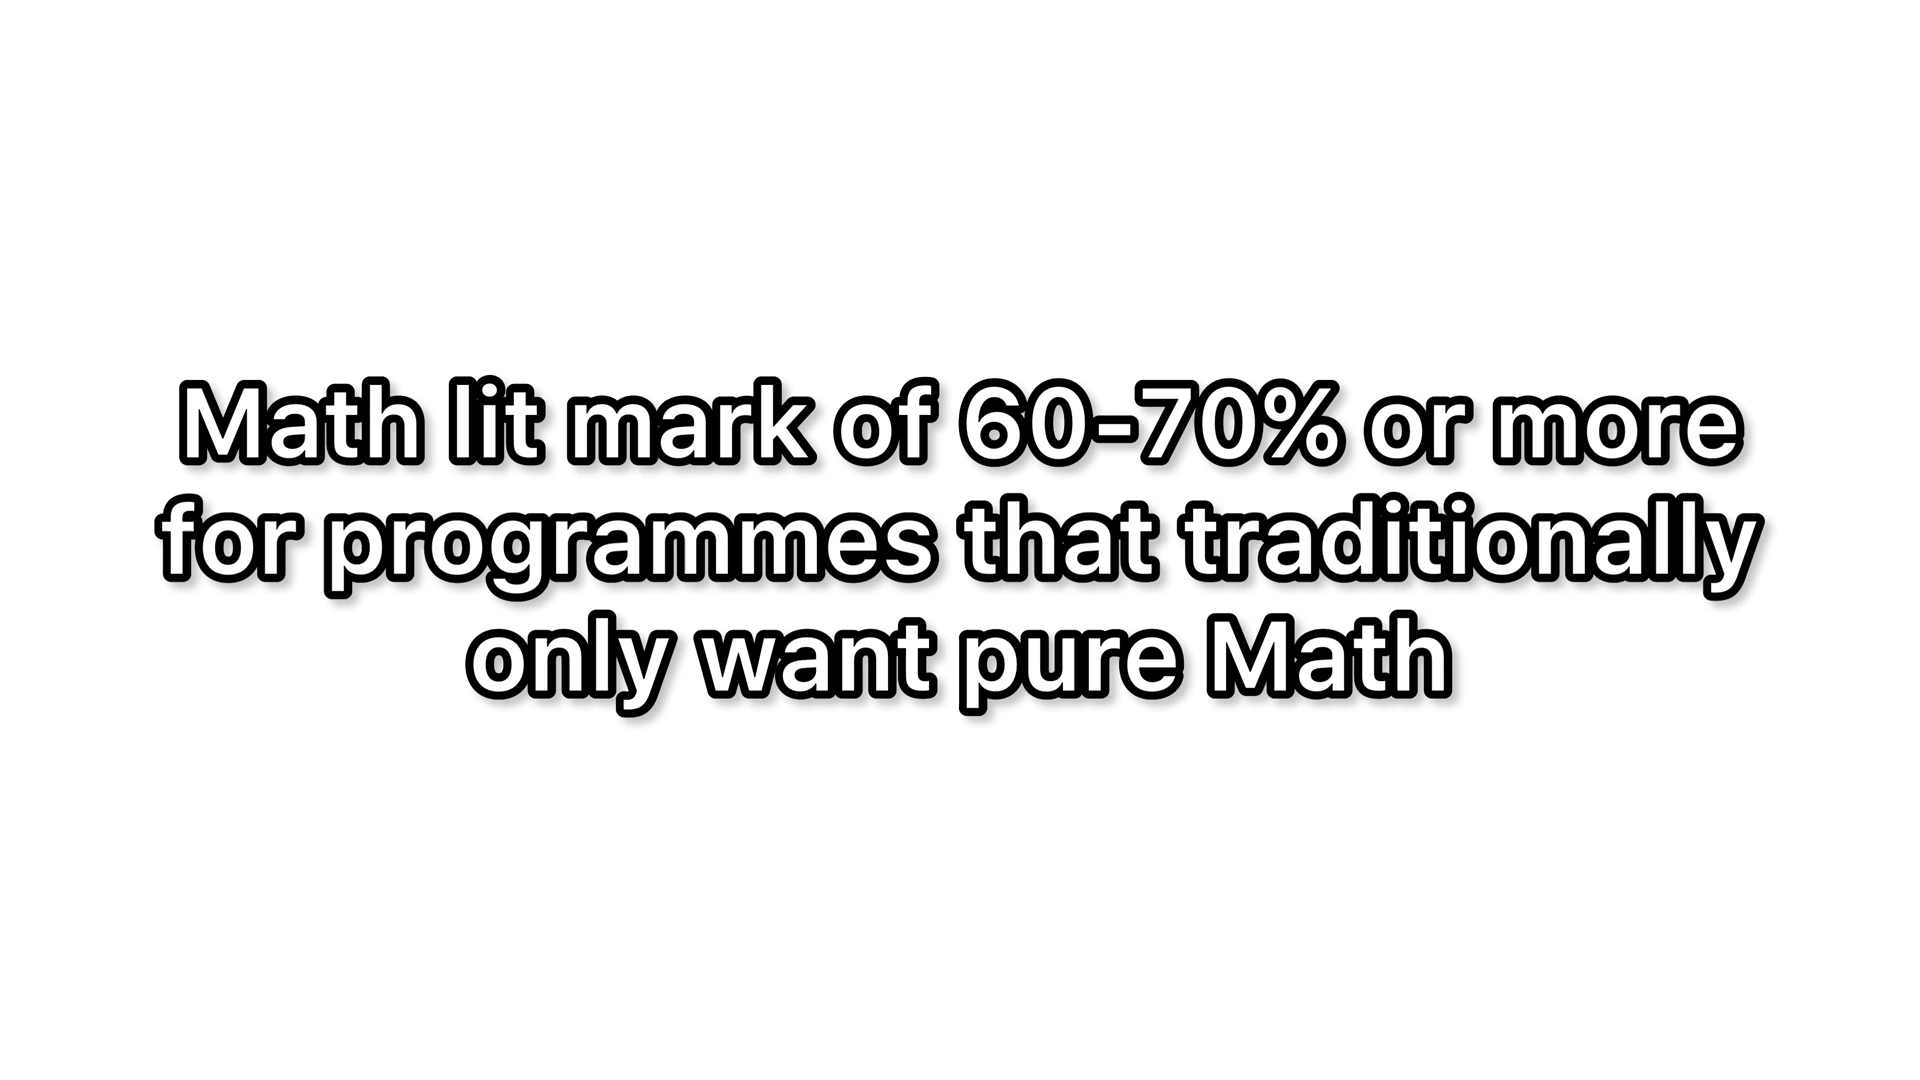 Math lit mark of 60-70% or more
for programmes that traditionally
only want pure Math